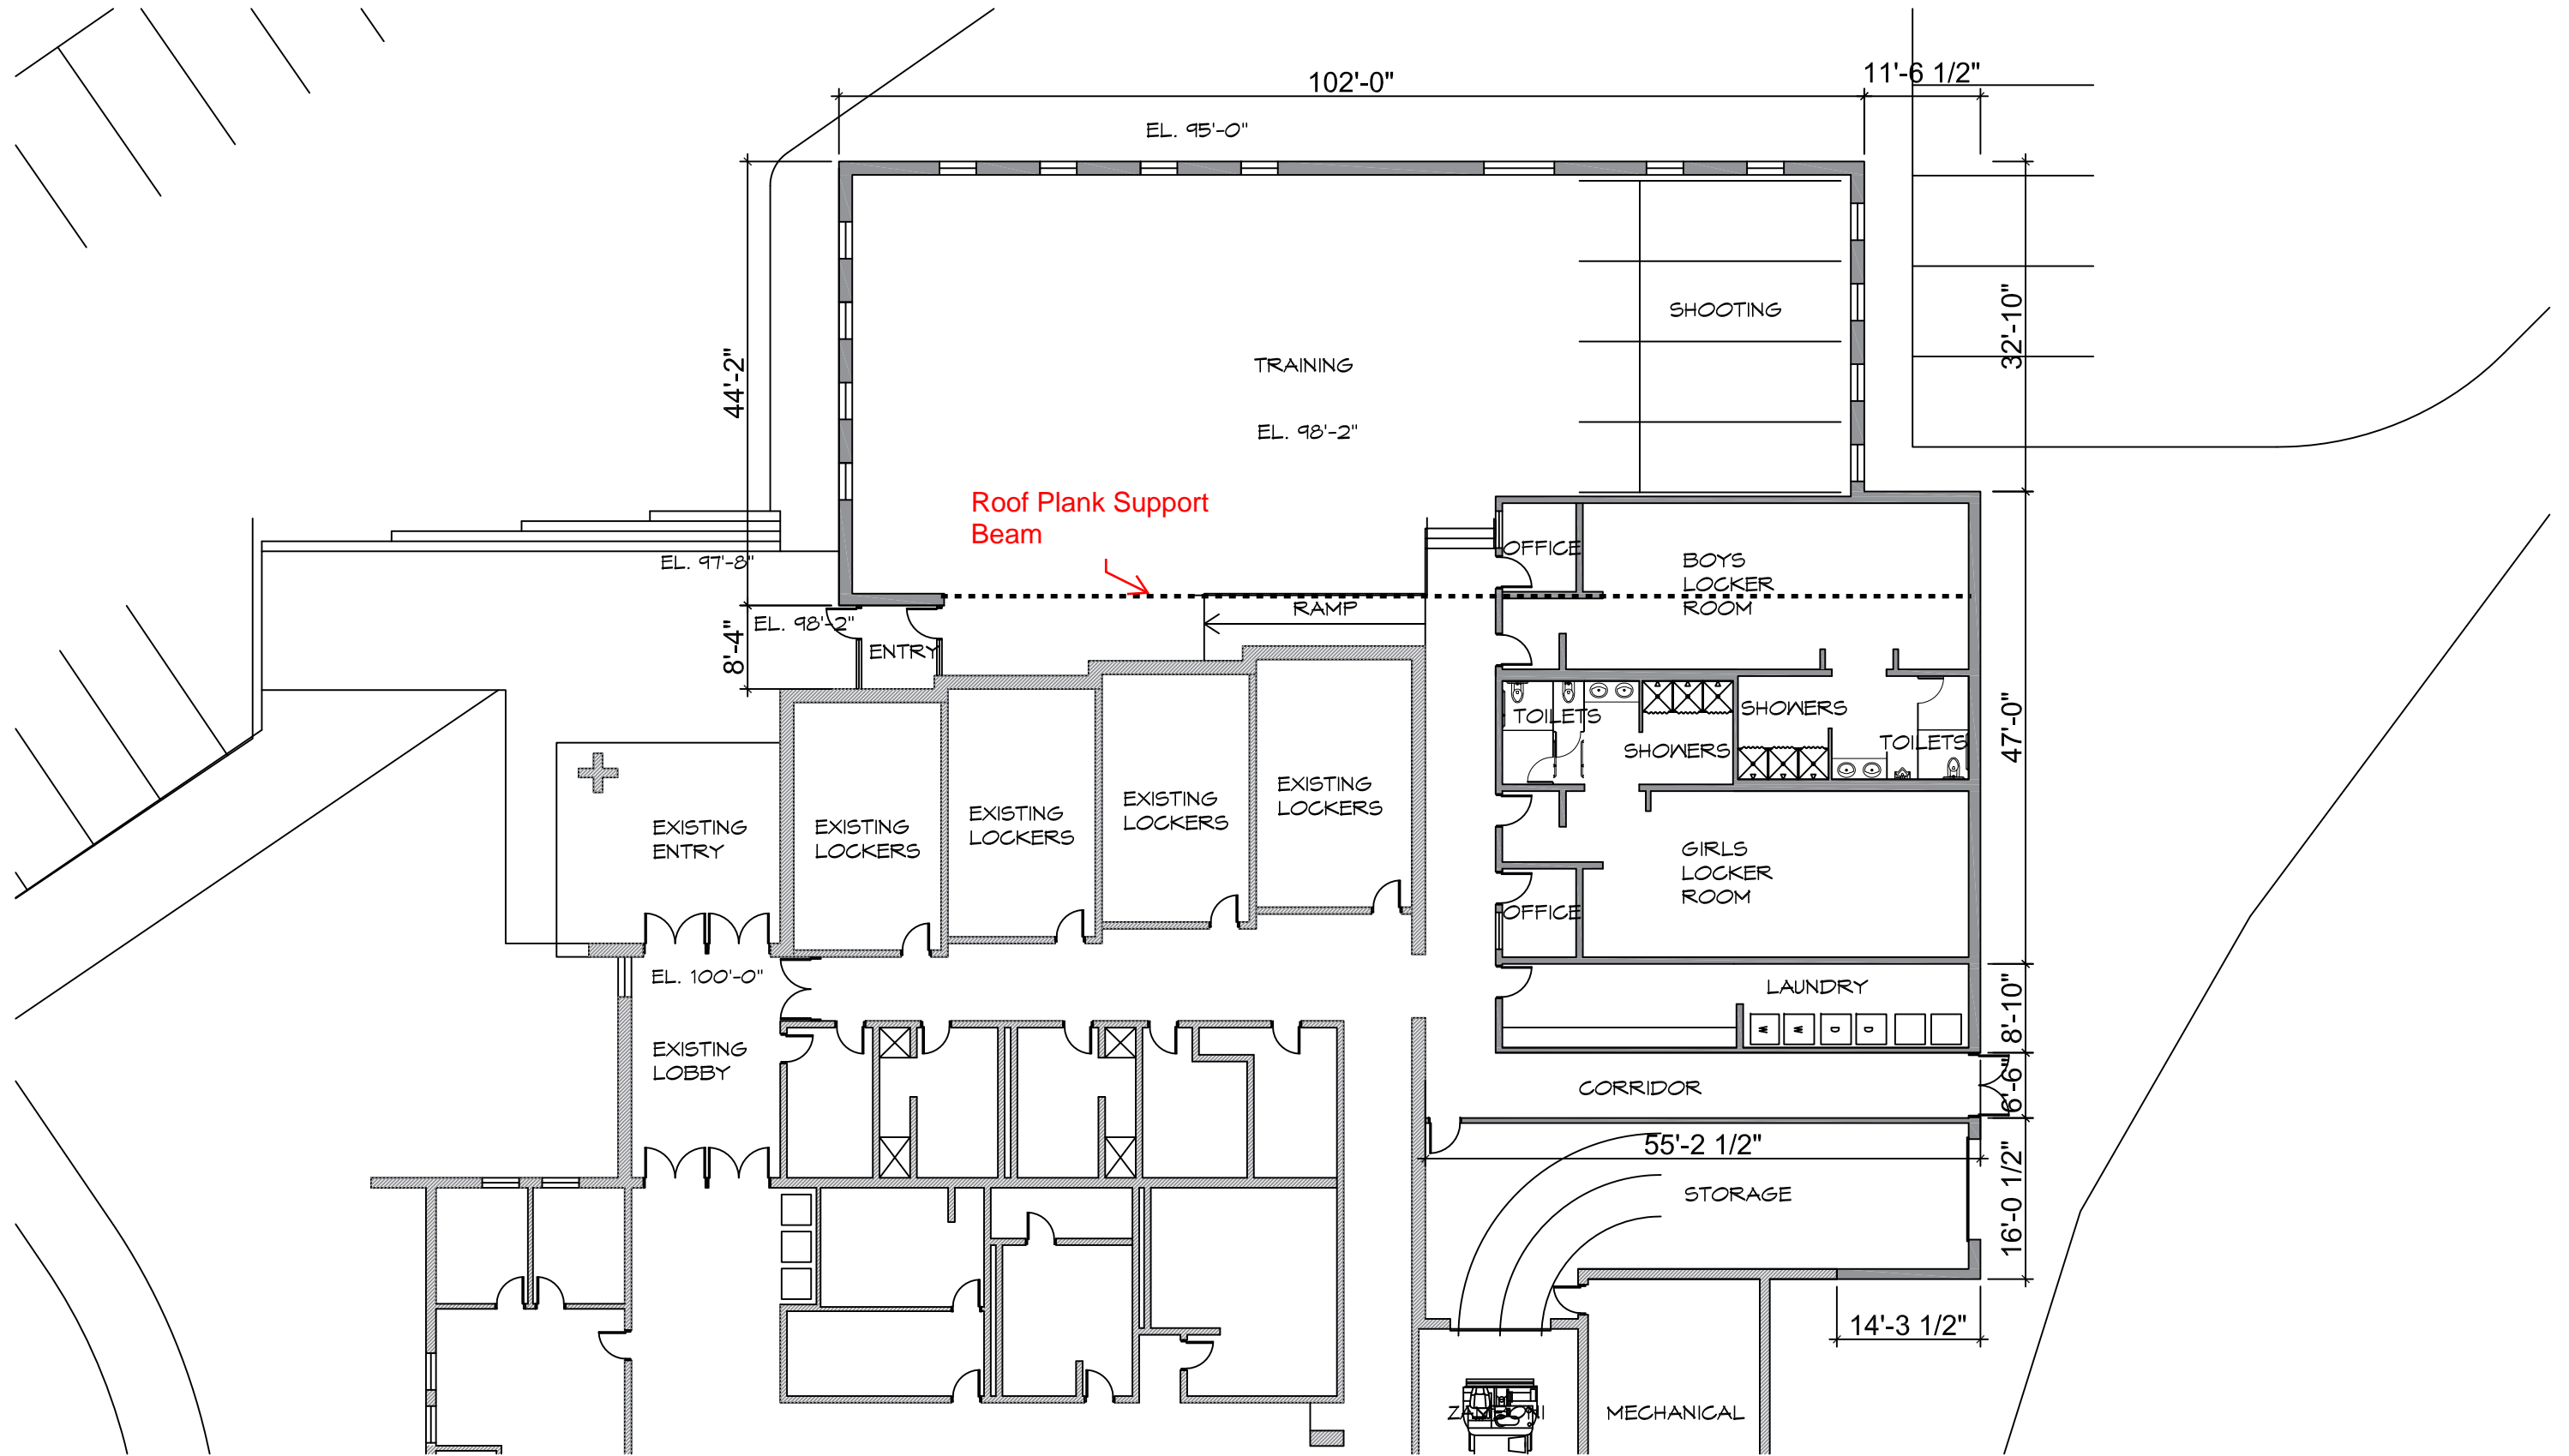 102'-0"
11'-6 1/2"
EL. 95'-0"
44'-2"
32'-10"
SHOOTING
TRAINING
EL. 98'-2"
Roof Plank Support
Beam
OFFICE
BOYS
LOCKER
ROOM
EL. 97'-8"
EL. 98'-2"
8'-4"
ENTRY
RAMP
TOILETS
SHOWERS
SHOWERS
TOILETS
47'-0"
EXISTING
LOCKERS
EXISTING
LOCKERS
EXISTING
LOCKERS
EXISTING
LOCKERS
EXISTING
ENTRY
GIRLS
LOCKER
ROOM
OFFICE
EL. 100'-0"
LAUNDRY
W
W
D
D
8'-10"
EXISTING
LOBBY
CORRIDOR
6'-6"
55'-2 1/2"
STORAGE
16'-0 1/2"
14'-3 1/2"
ZAMBONI
MECHANICAL